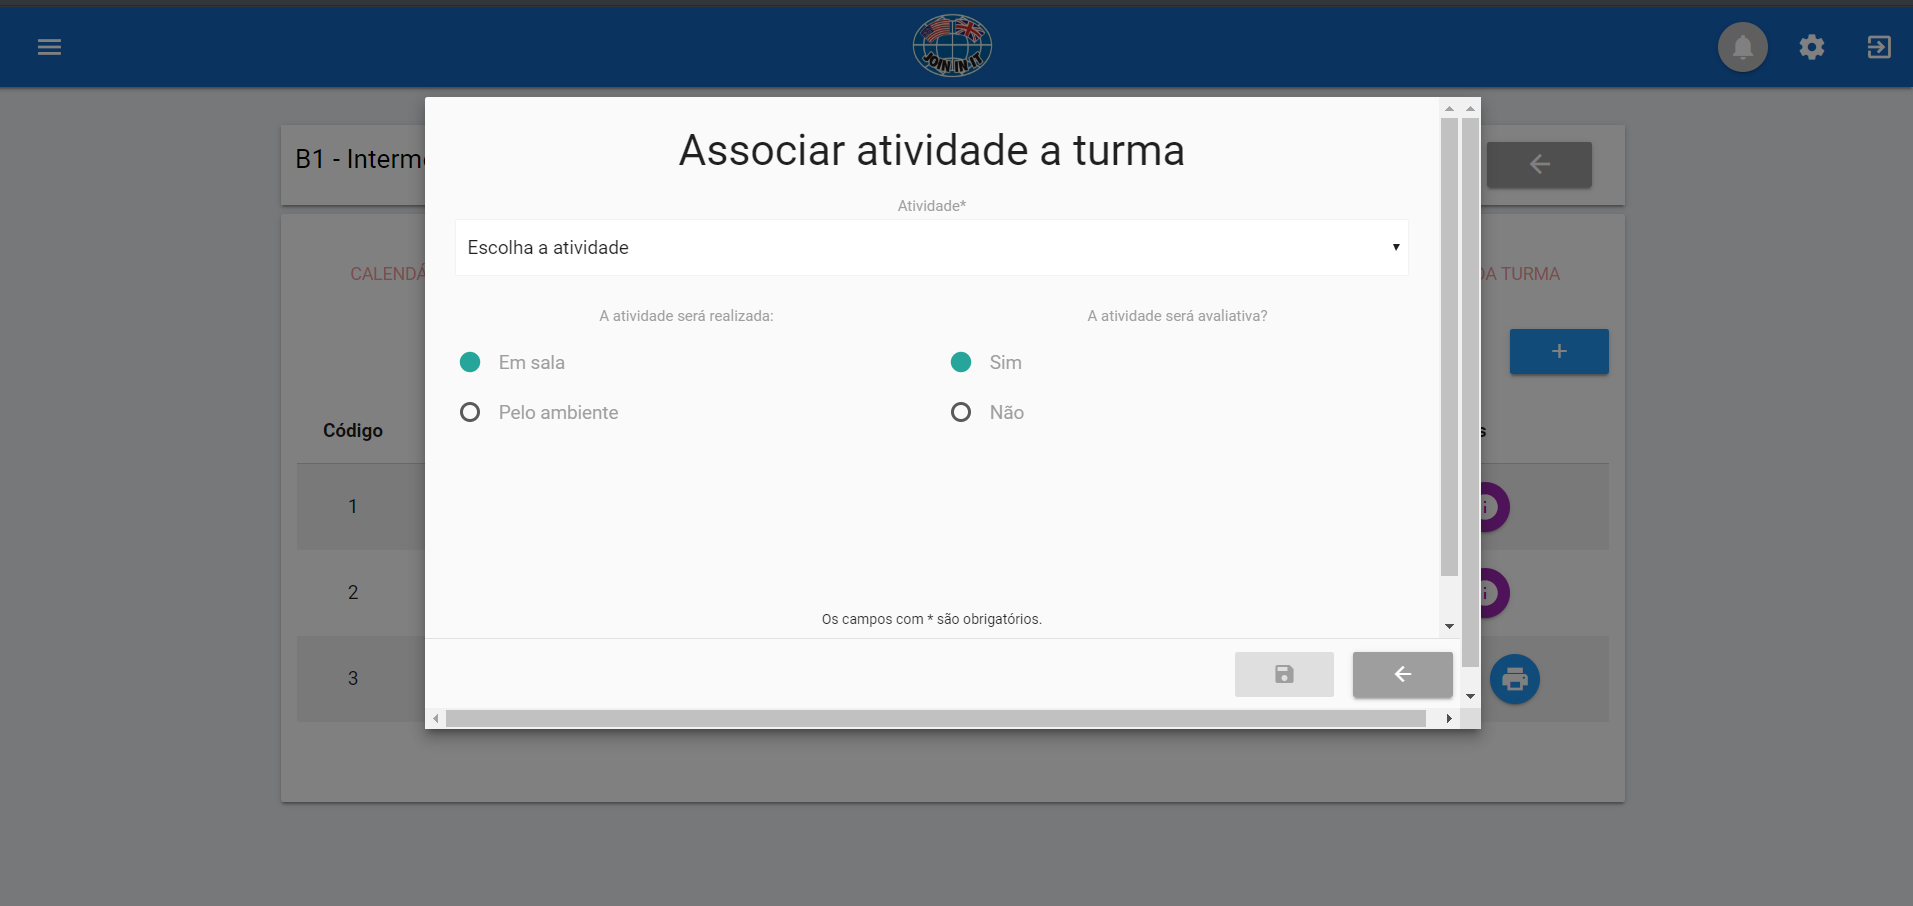 JOIN IN IT
B1 - Interm
Associar atividade a turma
Atividade*
Escolha a atividade
CALENDÁ
DA TURMA
A atividade será realizada:
A atividade será avaliativa?
Em sala
Sim
Pelo ambiente
Não
Código
s
1
2
Os campos com * são obrigatórios.
3